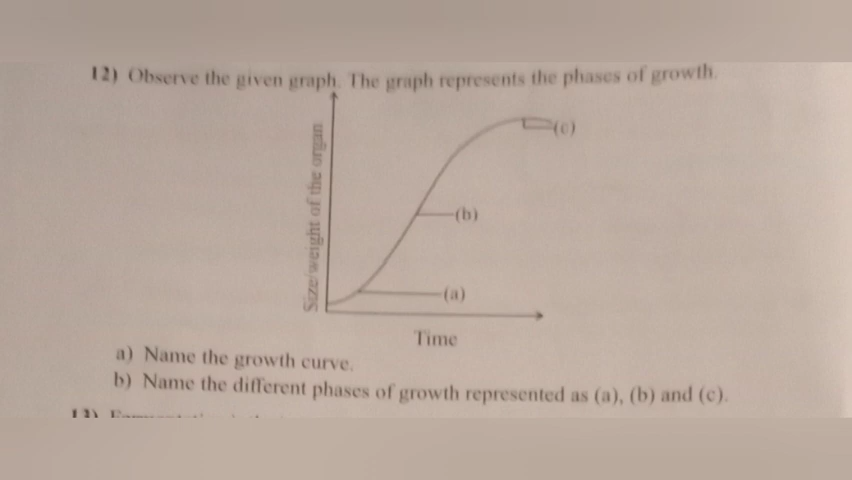 12) Observe the given graph. The graph represents the phases of growth.
Size/weight of the organ
(c)
(b)
(a)
Time
a) Name the growth curve.
b) Name the different phases of growth represented as (a), (b) and (c).
13)